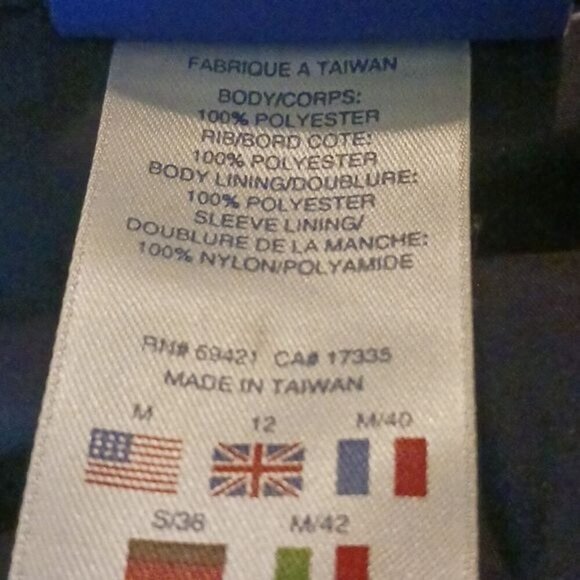 FABRIQUE A TAIWAN
BODY/CORPS:
100% POLYESTER
RIB/BORD COTE:
100% POLYESTER
BODY LINING/DOUBLURE:
100% POLYESTER
SLEEVE LINING/
DOUBLURE DE LA MANCHE:
100% NYLON/POLYAMIDE
RN# 69421 CA# 17335
MADE IN TAIWAN
M 12 M/40
S/38 M/42